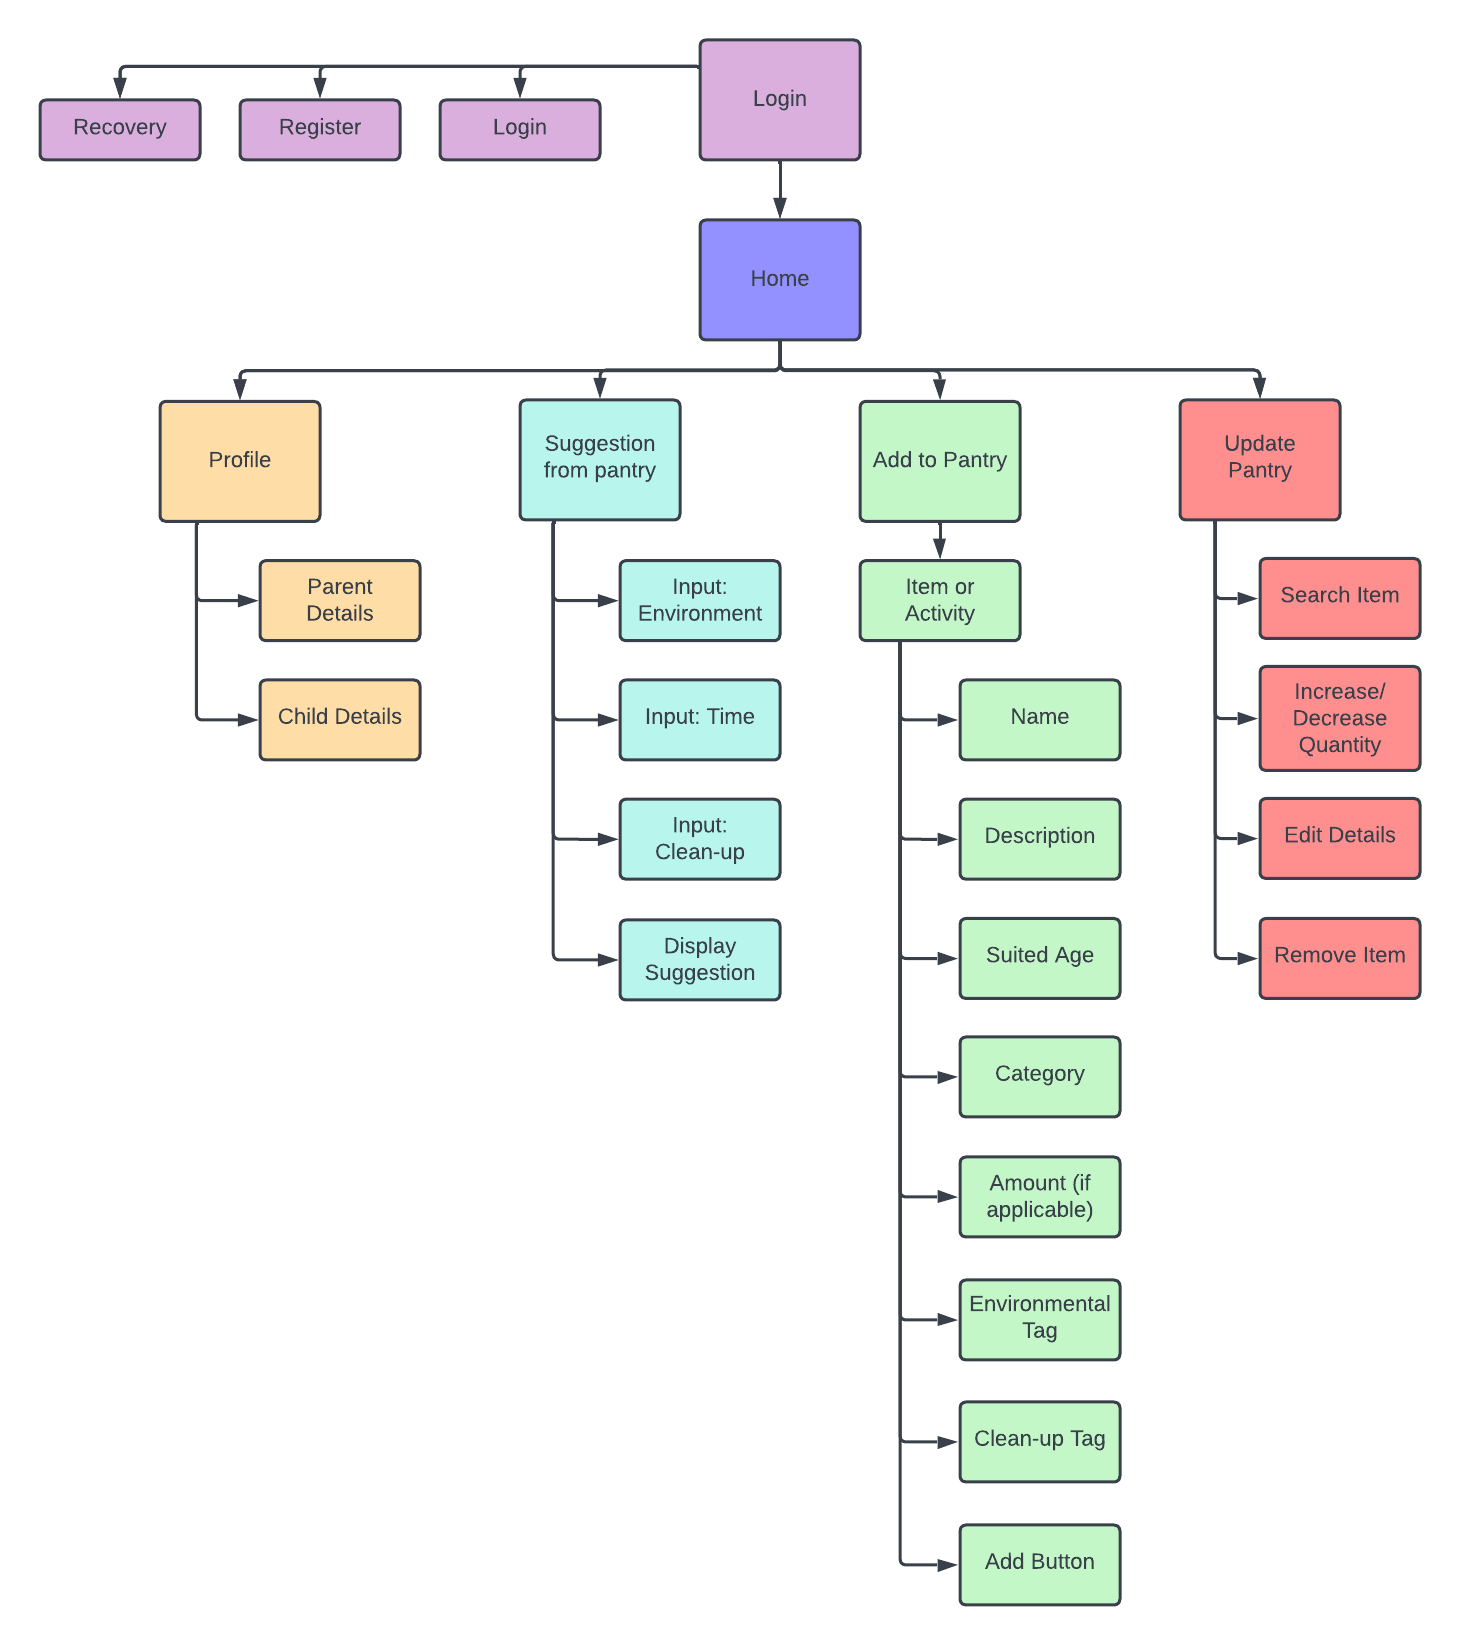 Login
Recovery
Register
Login
Home
Profile
Suggestion
from pantry
Add to Pantry
Update
Pantry
Parent
Details
Child Details
Input:
Environment
Input: Time
Input:
Clean-up
Display
Suggestion
Item or
Activity
Name
Description
Suited Age
Category
Amount (if
applicable)
Environmental
Tag
Clean-up Tag
Add Button
Search Item
Increase/
Decrease
Quantity
Edit Details
Remove Item